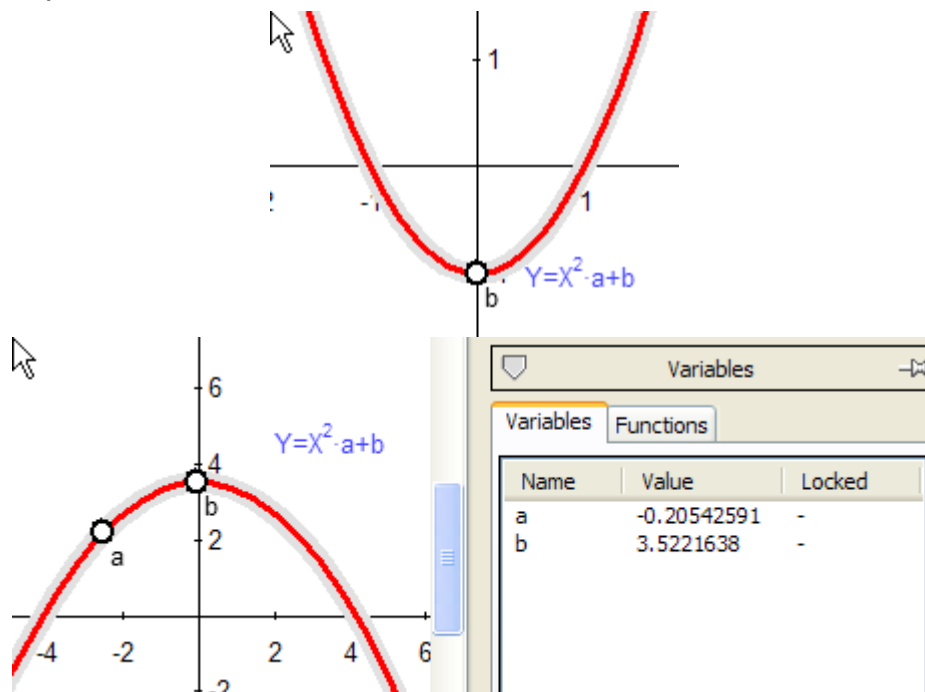 1
-1
1
Y=X²·a+b
b
6
Y=X²·a+b
4
b
a
2
-4 -2 2 4 6
-2
Variables
Variables Functions
Name Value Locked
a -0.20542591 -
b 3.5221638 -